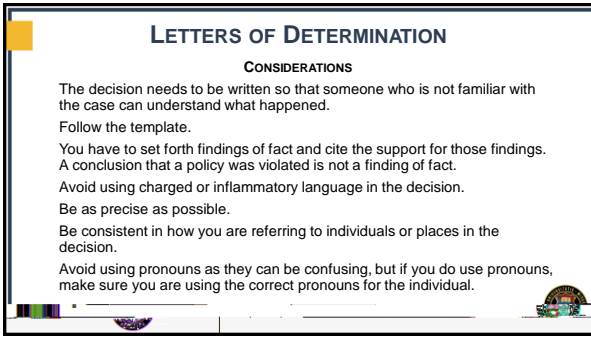 LETTERS OF DETERMINATION
CONSIDERATIONS
The decision needs to be written so that someone who is not familiar with
the case can understand what happened.
Follow the template.
You have to set forth findings of fact and cite the support for those findings.
A conclusion that a policy was violated is not a finding of fact.
Avoid using charged or inflammatory language in the decision.
Be as precise as possible.
Be consistent in how you are referring to individuals or places in the
decision.
Avoid using pronouns as they can be confusing, but if you do use pronouns,
make sure you are using the correct pronouns for the individual.